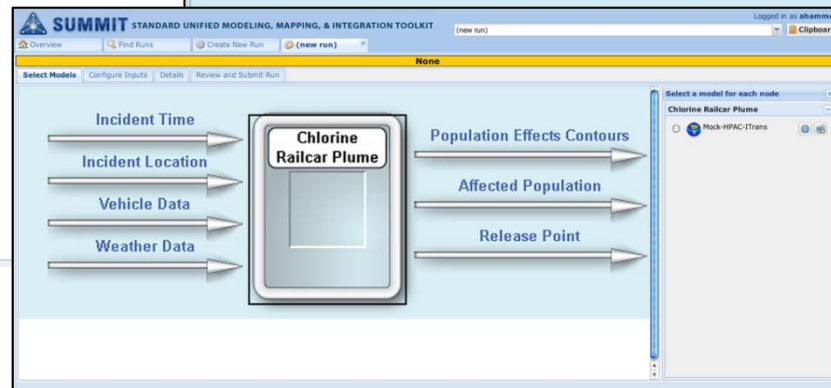 SUMMIT STANDARD UNIFIED MODELING, MAPPING, & INTEGRATION TOOLKIT
Logged in as ahamme
(new run)
Clipboar
Overview
Find Runs
Create New Run
(new run)
None
Select Models
Configure Inputs
Details
Review and Submit Run
Incident Time
Incident Location
Vehicle Data
Weather Data
Chlorine
Railcar Plume
Population Effects Contours
Affected Population
Release Point
Select a model for each node
Chlorine Railcar Plume
Mock-HPAC-ITrans